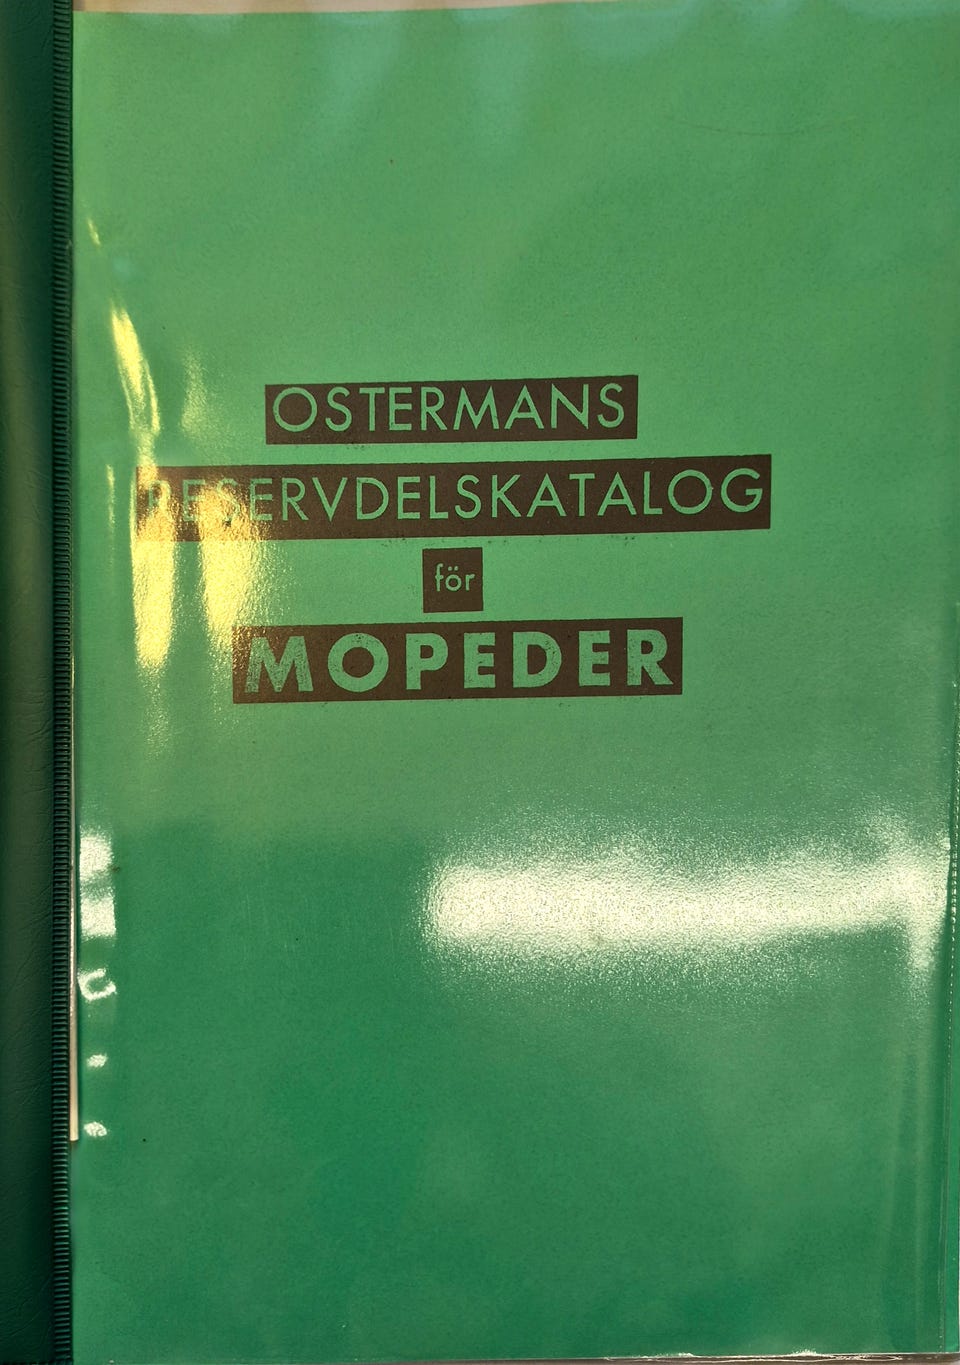 OSTERMANS
RESERVDELSKATALOG
för
MOPEDER